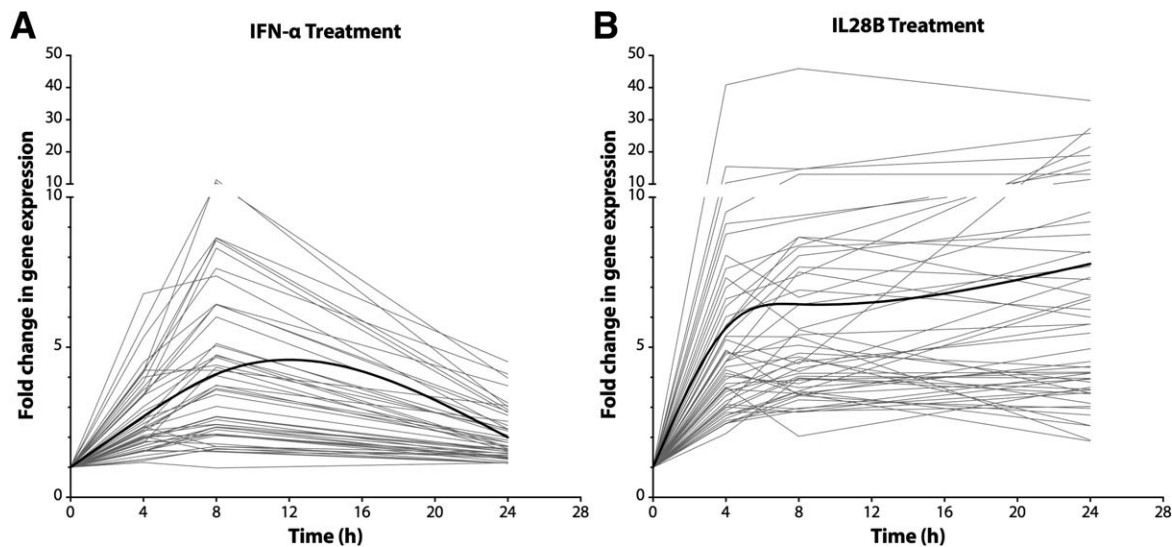 A
IFN-α Treatment
Fold change in gene expression
50
40
30
20
10
10
5
0
0 4 8 12 16 20 24 28
Time (h)
B
IL28B Treatment
Fold change in gene expression
50
40
30
20
10
10
5
0
0 4 8 12 16 20 24 28
Time (h)